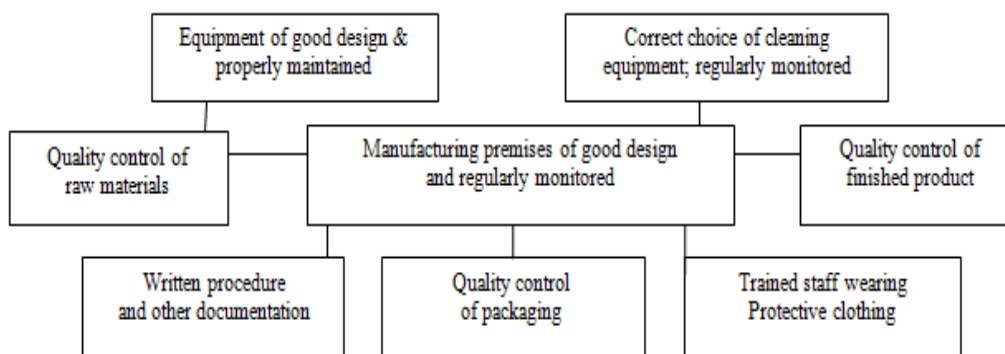 Equipment of good design &
properly maintained
Correct choice of cleaning
equipment; regularly monitored
Quality control of
raw materials
Manufacturing premises of good design
and regularly monitored
Quality control of
finished product
Written procedure
and other documentation
Quality control
of packaging
Trained staff wearing
Protective clothing